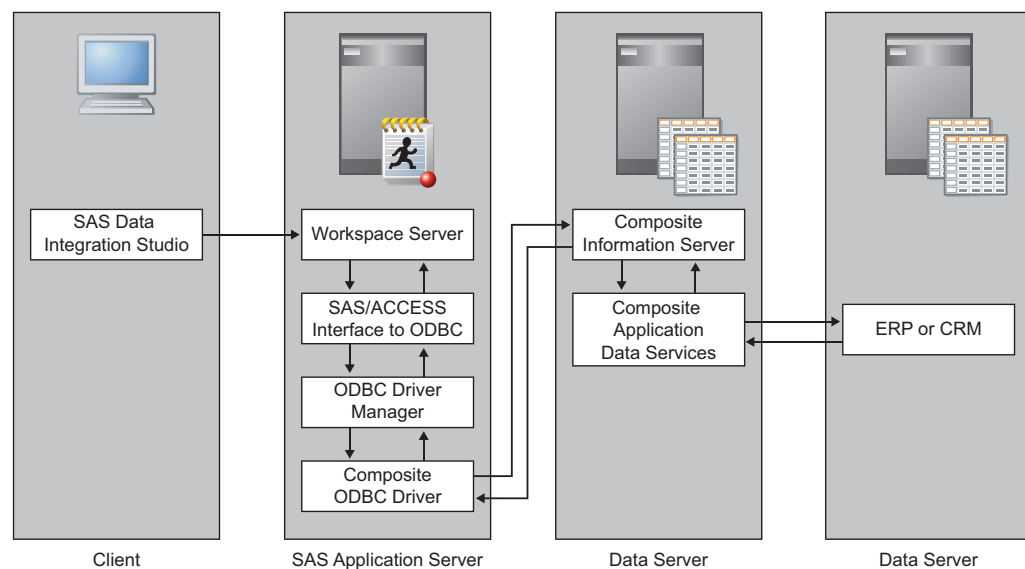 SAS Data
Integration Studio
Workspace Server
SAS/ACCESS
Interface to ODBC
ODBC Driver
Manager
Composite
ODBC Driver
Composite
Information Server
Composite
Application
Data Services
ERP or CRM
Client
SAS Application Server
Data Server
Data Server